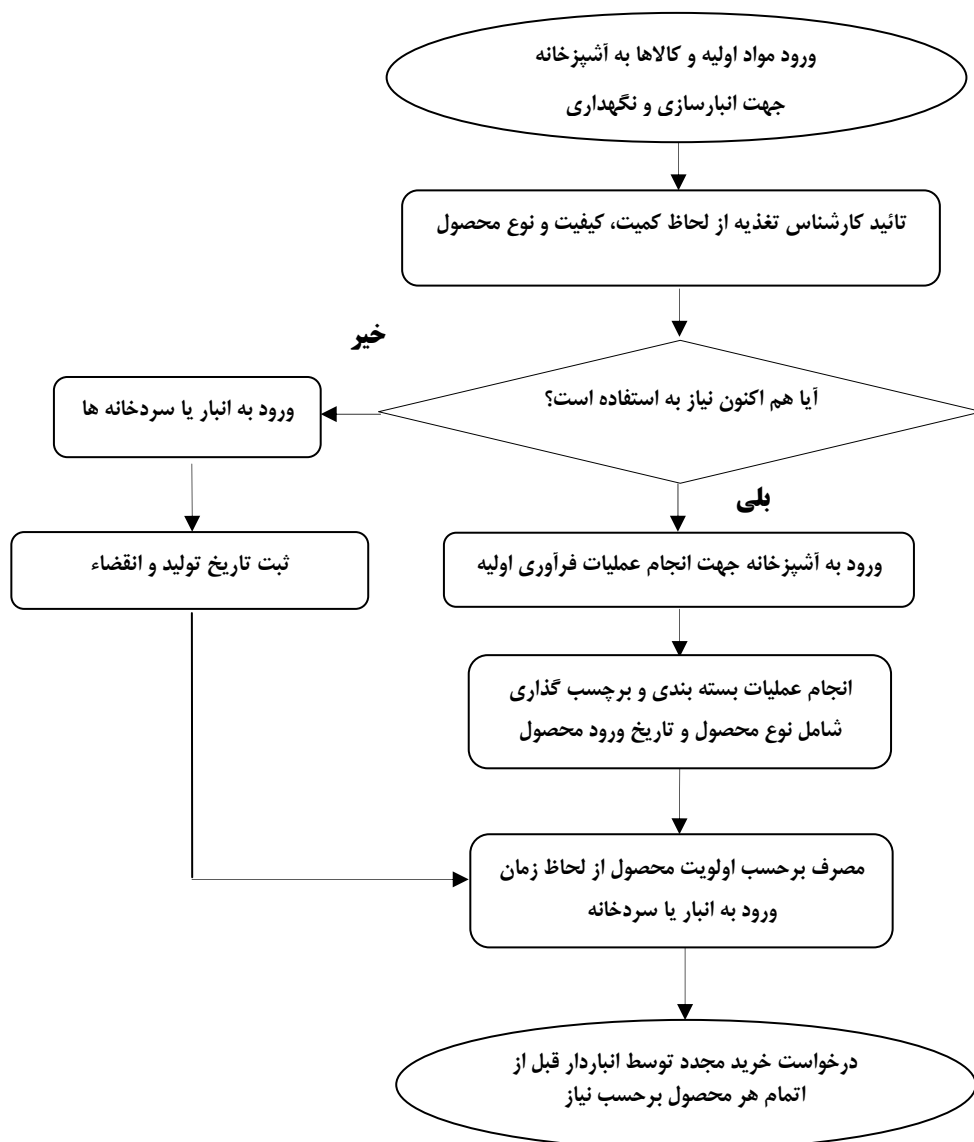 ورود مواد اولیه و کالاها به آشپزخانه
جهت انبارسازی و نگهداری
تائید کارشناس تغذیه از لحاظ کمیت، کیفیت و نوع محصول
آیا هم اکنون نیاز به استفاده است؟
خیر
ورود به انبار یا سردخانه ها
ثبت تاریخ تولید و انقضاء
بلی
ورود به آشپزخانه جهت انجام عملیات فرآوری اولیه
انجام عملیات بسته بندی و برچسب گذاری
شامل نوع محصول و تاریخ ورود محصول
مصرف برحسب اولویت محصول از لحاظ زمان
ورود به انبار یا سردخانه
درخواست خرید مجدد توسط انباردار قبل از
اتمام هر محصول برحسب نیاز